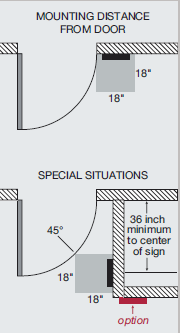 MOUNTING DISTANCE
FROM DOOR
18"
18"
SPECIAL SITUATIONS
45°
36 inch
minimum
to center
of sign
18"
18"
option